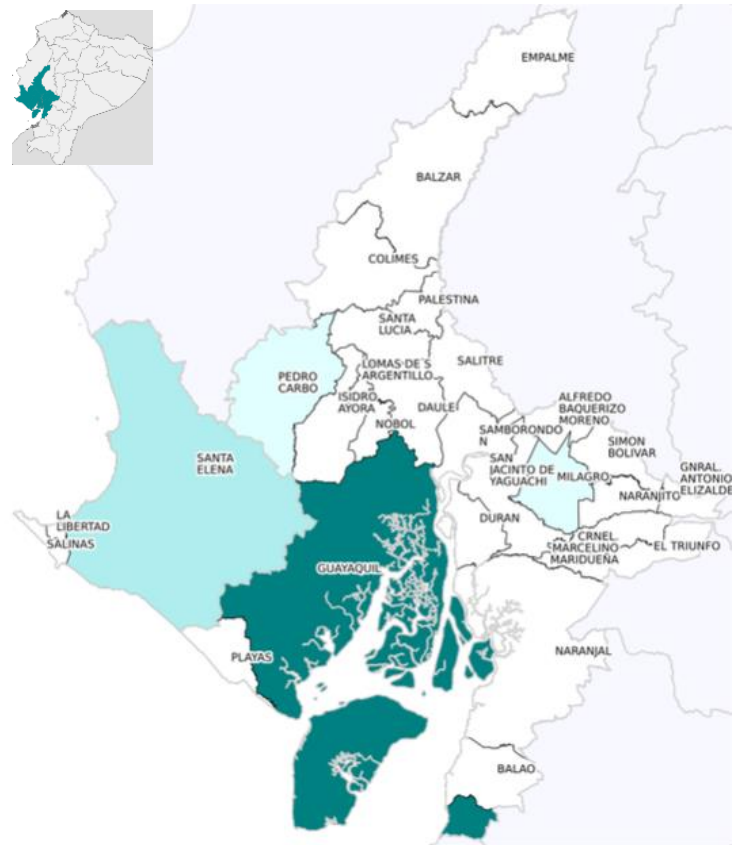 EMPALME
BALZAR
COLIMES
PALESTINA
SANTA
LUCIA
SALITRE
LOMAS DE S
ARGENTILLO
PEDRO
CARBO
ISIDRO
AYORA
DAULE
NOBOL
ALFREDO
BAQUERIZO
MORENO
SAMBORONDO
N
SIMON
BOLIVAR
SANTA
ELENA
SAN
JACINTO DE
YAGUACHI
MILAGRO
GNRAL.
ANTONIO
ELIZALDE
NARANJITO
LA
LIBERTAD
SALINAS
DURAN
CRNEL.
MARCELINO
MARIDUEÑA
EL TRIUNFO
GUAYAQUIL
PLAYAS
NARANJAL
BALAO